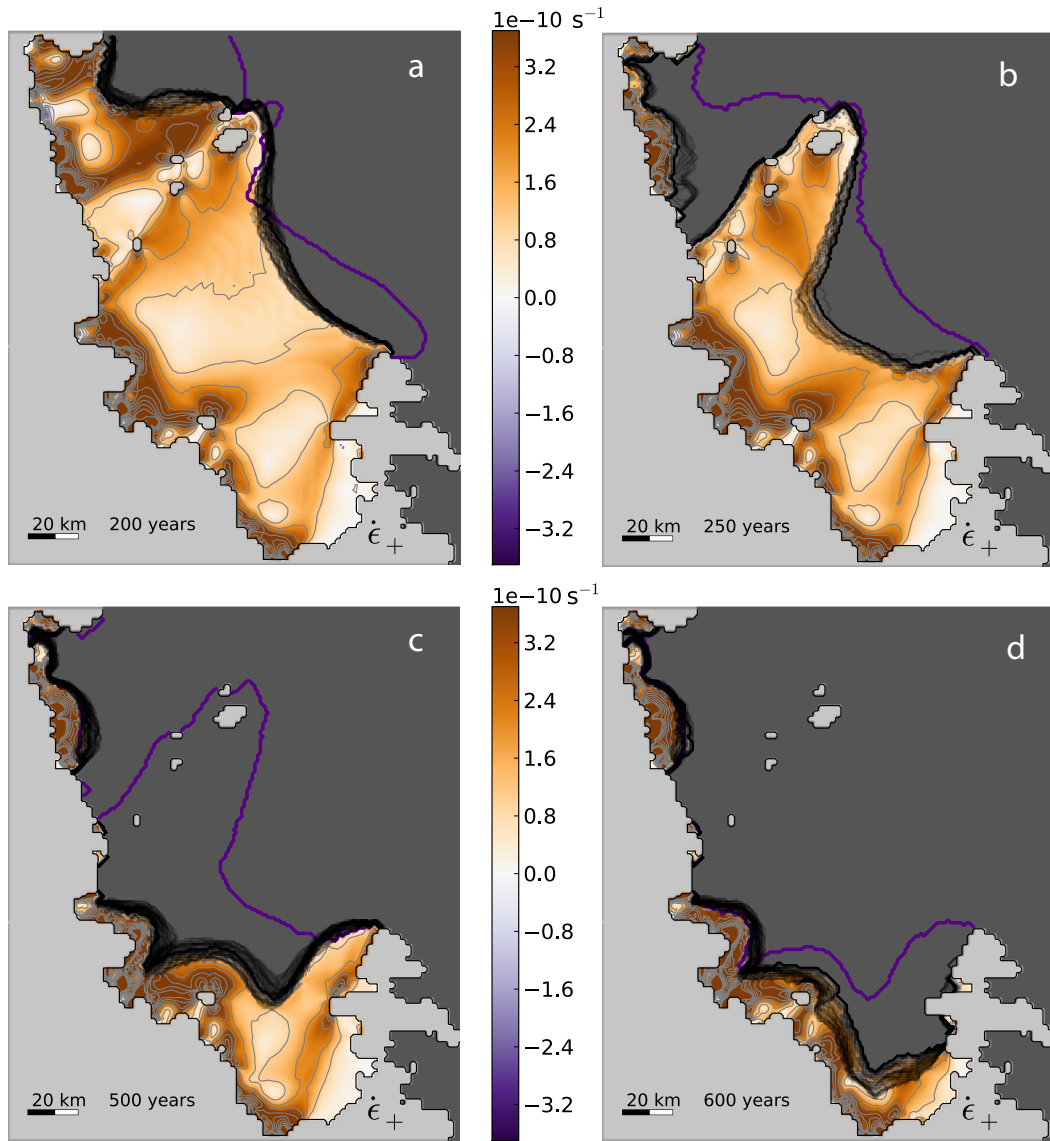 1e−10 s⁻¹
a
3.2
2.4
1.6
0.8
0.0
−0.8
−1.6
−2.4
−3.2
20 km 200 years
ϵ̇₊
b
20 km 250 years
ϵ̇₊
1e−10 s⁻¹
c
3.2
2.4
1.6
0.8
0.0
−0.8
−1.6
−2.4
−3.2
20 km 500 years
ϵ̇₊
d
20 km 600 years
ϵ̇₊